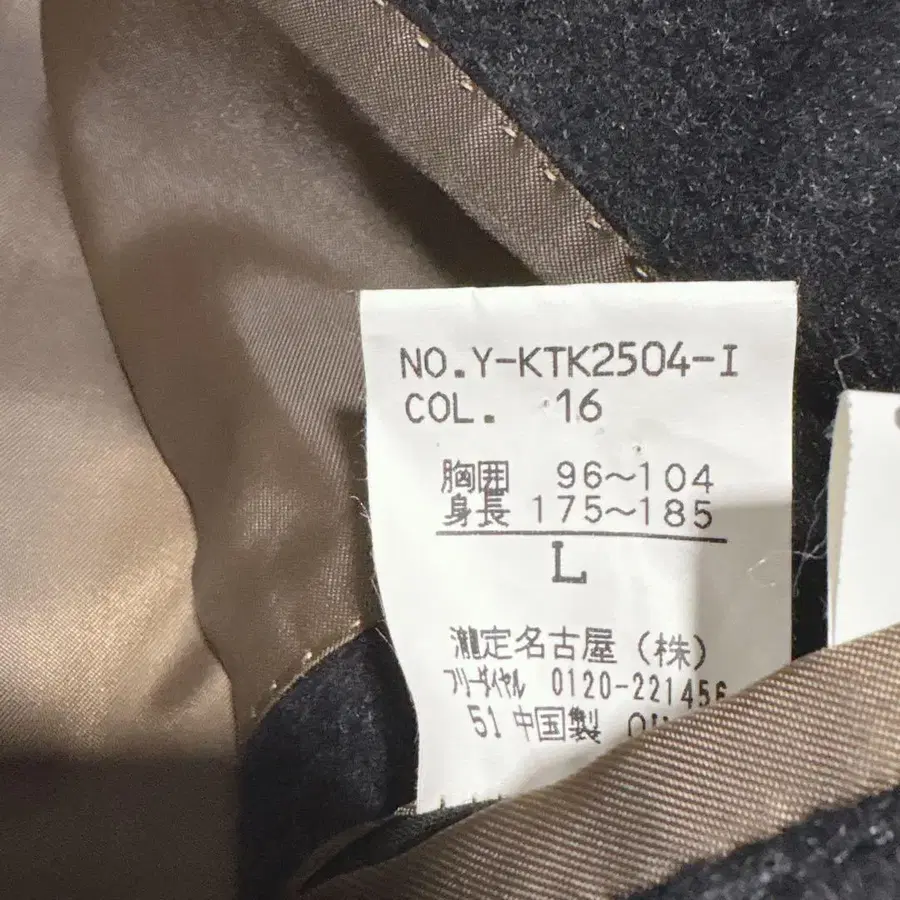 NO.Y-KTK2504-I
COL. 16
胸囲 96~104
身長 175~185
L
瀧定名古屋(株)
フリーダイヤル 0120-221456
51 中国製